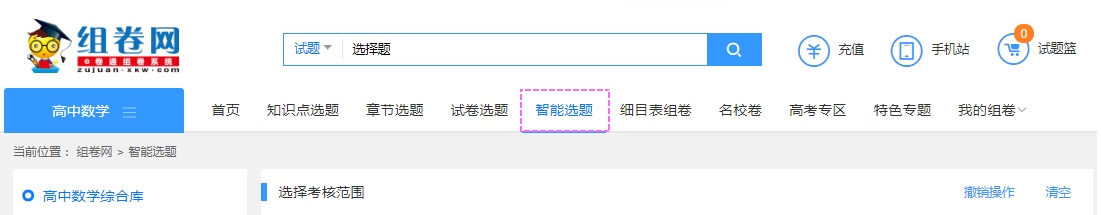 组卷网
e卷通组卷系统
zujuan.xkw.com
试题 选择题 充值 手机站 0 试题篮
高中数学 首页 知识点选题 章节选题 试卷选题 智能选题 细目表组卷 名校卷 高考专区 特色专题 我的组卷
当前位置： 组卷网 > 智能选题
高中数学综合库 选择考核范围 撤销操作 清空